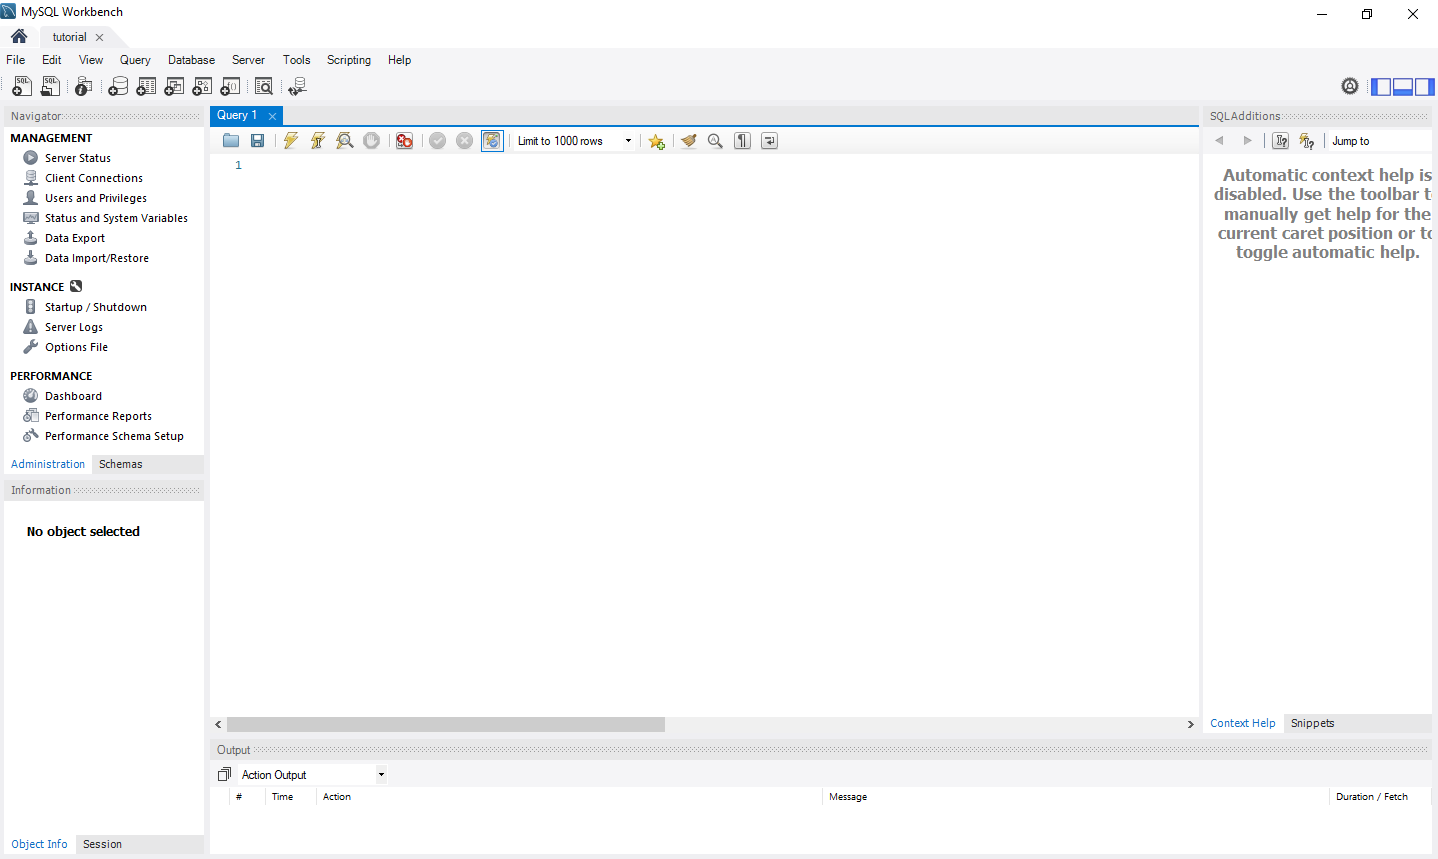 MySQL Workbench
tutorial
File Edit View Query Database Server Tools Scripting Help
SQL SQL
Navigator
MANAGEMENT
Server Status
Client Connections
Users and Privileges
Status and System Variables
Data Export
Data Import/Restore
INSTANCE
Startup / Shutdown
Server Logs
Options File
PERFORMANCE
Dashboard
Performance Reports
Performance Schema Setup
Administration Schemas
Information
No object selected
Object Info Session
Query 1
Limit to 1000 rows
1
SQLAdditions
Jump to
Automatic context help is
disabled. Use the toolbar t
manually get help for the
current caret position or to
toggle automatic help.
Context Help Snippets
Output
Action Output
# Time Action Message Duration / Fetch